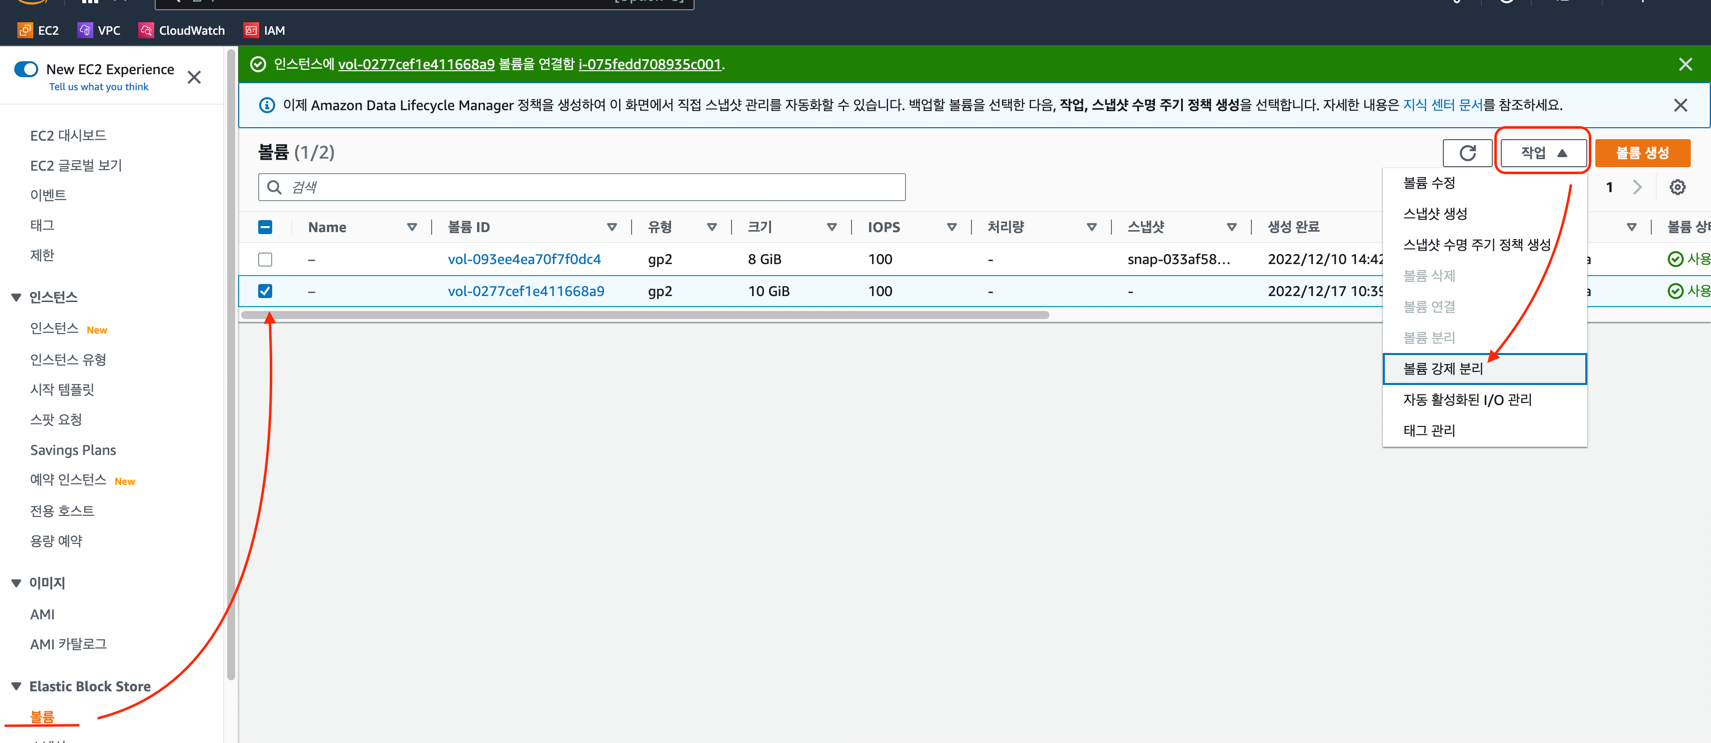 EC2 VPC CloudWatch IAM
New EC2 Experience
Tell us what you think
EC2 대시보드
EC2 글로벌 보기
이벤트
태그
제한
인스턴스
인스턴스 New
인스턴스 유형
시작 템플릿
스팟 요청
Savings Plans
예약 인스턴스 New
전용 호스트
용량 예약
이미지
AMI
AMI 카탈로그
Elastic Block Store
볼륨
인스턴스에 vol-0277cef1e411668a9 볼륨을 연결함 i-075fedd708935c001.
이제 Amazon Data Lifecycle Manager 정책을 생성하여 이 화면에서 직접 스냅샷 관리를 자동화할 수 있습니다. 백업할 볼륨을 선택한 다음, 작업, 스냅샷 수명 주기 정책 생성을 선택합니다. 자세한 내용은 지식 센터 문서를 참조하세요.
볼륨 (1/2)
작업
볼륨 생성
검색
1
Name 볼륨 ID 유형 크기 IOPS 처리량 스냅샷 생성 완료 볼륨 상태
– vol-093ee4ea70f7f0dc4 gp2 8 GiB 100 - snap-033af58... 2022/12/10 14:42 사용
– vol-0277cef1e411668a9 gp2 10 GiB 100 - - 2022/12/17 10:39 사용
볼륨 수정
스냅샷 생성
스냅샷 수명 주기 정책 생성
볼륨 삭제
볼륨 연결
볼륨 분리
볼륨 강제 분리
자동 활성화된 I/O 관리
태그 관리